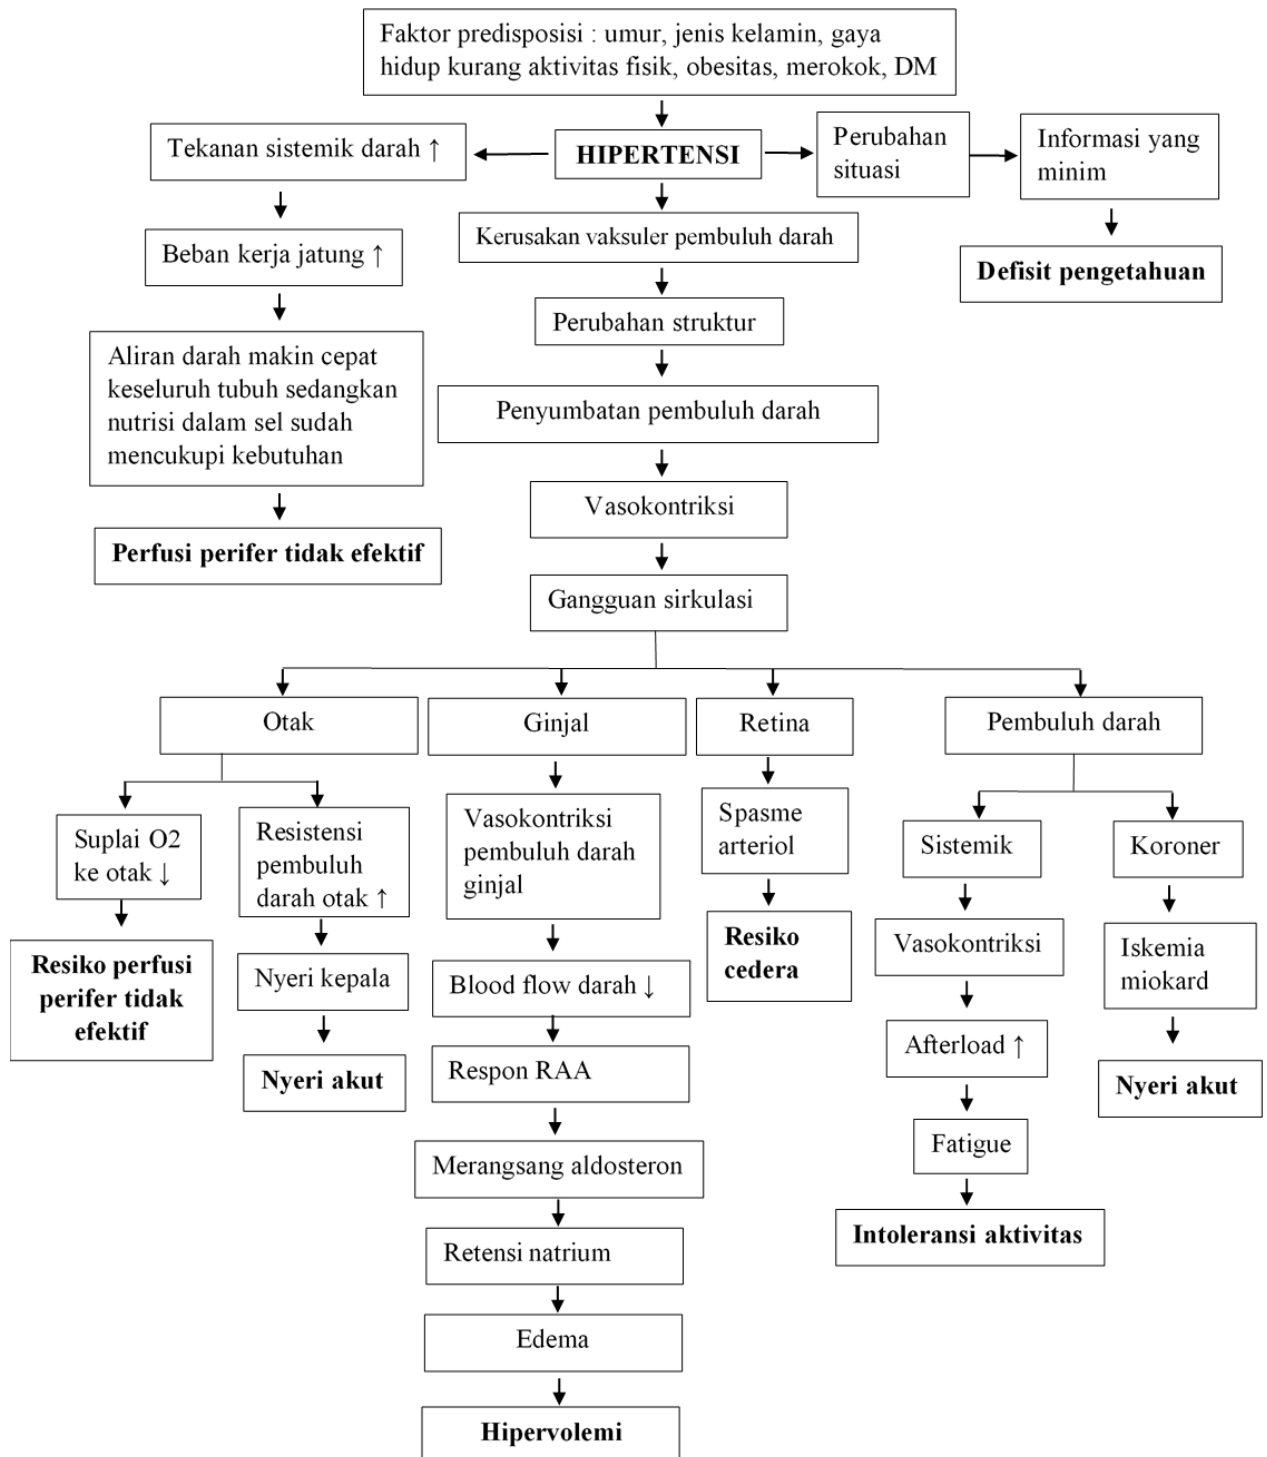 Faktor predisposisi : umur, jenis kelamin, gaya
hidup kurang aktivitas fisik, obesitas, merokok, DM
Tekanan sistemik darah ↑
HIPERTENSI
Perubahan
situasi
Informasi yang
minim
Beban kerja jatung ↑
Kerusakan vaksuler pembuluh darah
Defisit pengetahuan
Perubahan struktur
Aliran darah makin cepat
keseluruh tubuh sedangkan
nutrisi dalam sel sudah
mencukupi kebutuhan
Penyumbatan pembuluh darah
Vasokontriksi
Perfusi perifer tidak efektif
Gangguan sirkulasi
Otak
Ginjal
Retina
Pembuluh darah
Suplai O2
ke otak ↓
Resistensi
pembuluh
darah otak ↑
Vasokontriksi
pembuluh darah
ginjal
Spasme
arteriol
Sistemik
Koroner
Resiko perfusi
perifer tidak
efektif
Nyeri kepala
Blood flow darah ↓
Resiko
cedera
Vasokontriksi
Iskemia
miokard
Nyeri akut
Respon RAA
Afterload ↑
Nyeri akut
Merangsang aldosteron
Fatigue
Retensi natrium
Intoleransi aktivitas
Edema
Hipervolemi